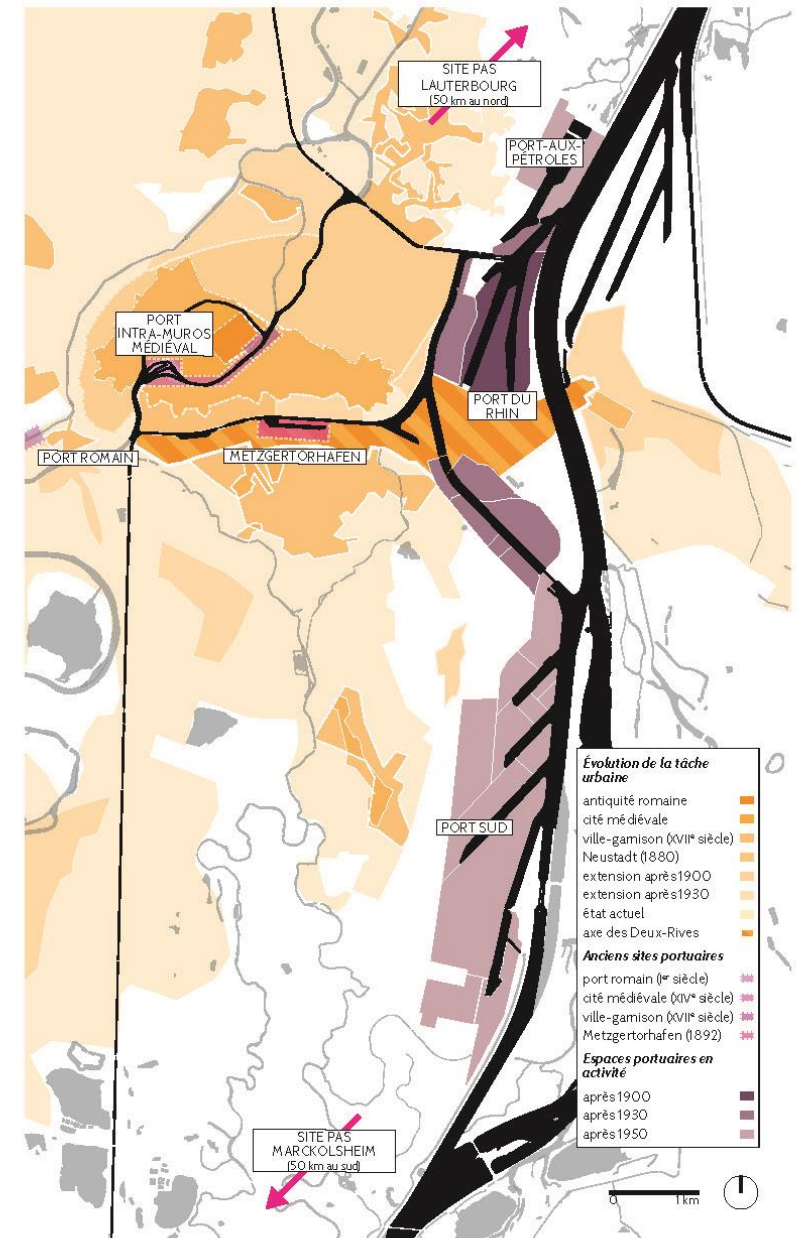 SITE PAS
LAUTERBOURG
(50 km au nord)
PORT-AUX-
PÉTROLES
PORT
INTRA-MUROS
MÉDIÉVAL
PORT DU
RHIN
PORT ROMAIN
METZGERTORHAFEN
PORT SUD
Évolution de la tâche
urbaine
antiquité romaine
cité médiévale
ville-garnison (XVIIe siècle)
Neustadt (1880)
extension après 1900
extension après 1930
état actuel
axe des Deux-Rives
Anciens sites portuaires
port romain (Ier siècle)
cité médiévale (XIVe siècle)
ville-garnison (XVIIe siècle)
Metzgertorhafen (1892)
Espaces portuaires en
activité
après 1900
après 1930
après 1950
SITE PAS
MARCKOLSHEIM
(50 km au sud)
0 1km